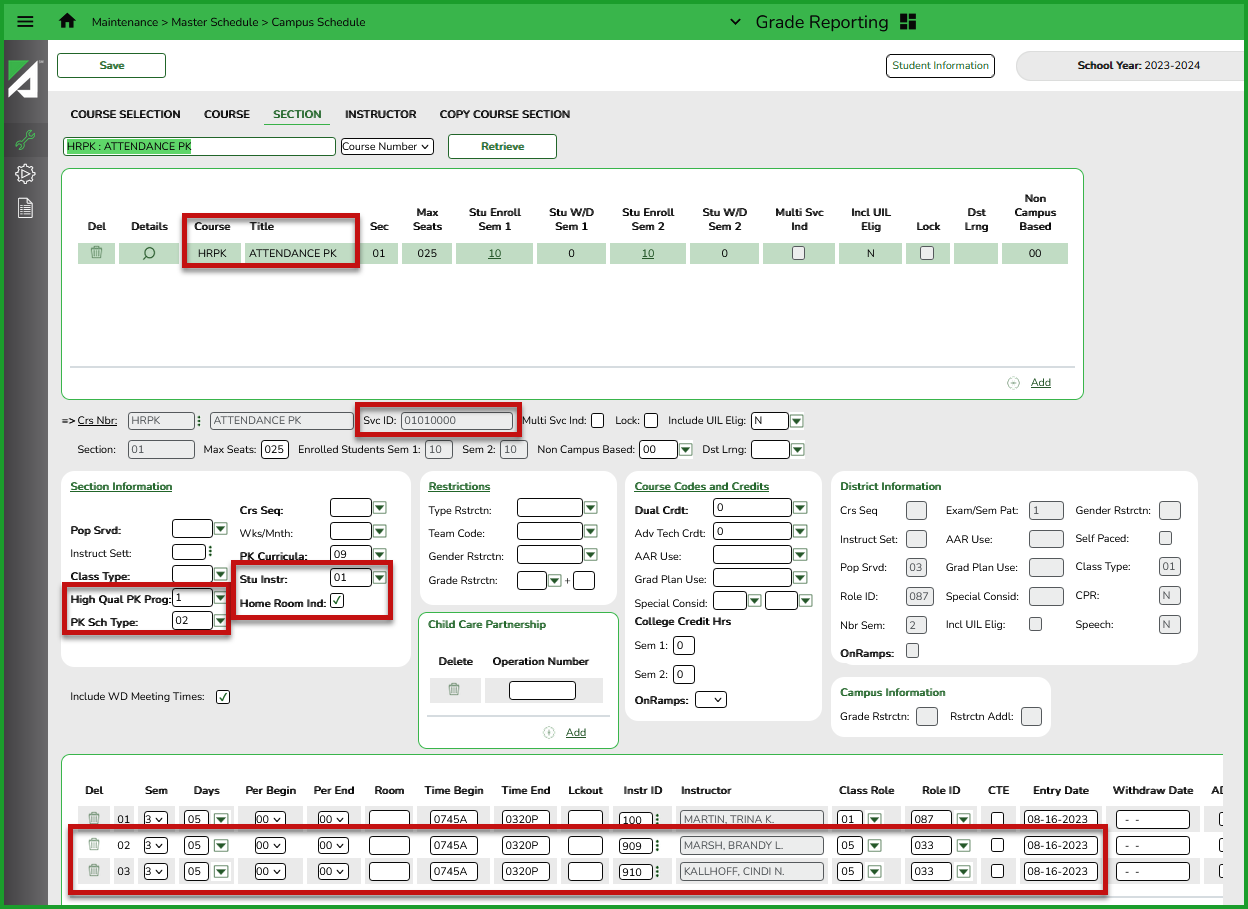 Maintenance > Master Schedule > Campus Schedule
Grade Reporting
Save
Student Information
School Year: 2023-2024
COURSE SELECTION COURSE SECTION INSTRUCTOR COPY COURSE SECTION
HRPK : ATTENDANCE PK Course Number Retrieve
Del Details Course Title Sec Max Seats Stu Enroll Sem 1 Stu W/D Sem 1 Stu Enroll Sem 2 Stu W/D Sem 2 Multi Svc Ind Incl UIL Elig Lock Dst Lrng Non Campus Based
HRPK ATTENDANCE PK 01 025 10 0 10 0 N 00
Add
=> Crs Nbr: HRPK ATTENDANCE PK Svc ID: 01010000 Multi Svc Ind: Lock: Include UIL Elig: N
Section: 01 Max Seats: 025 Enrolled Students Sem 1: 10 Sem 2: 10 Non Campus Based: 00 Dst Lrng:
Section Information
Crs Seq:
Pop Srvd:
Wks/Mnth:
Instruct Sett:
PK Curricula: 09
Class Type:
Stu Instr: 01
High Qual PK Prog: 1
Home Room Ind: ✓
PK Sch Type: 02
Include WD Meeting Times: ✓
Restrictions
Type Rstrctn:
Team Code:
Gender Rstrctn:
Grade Rstrctn: +
Child Care Partnership
Delete Operation Number
Add
Course Codes and Credits
Dual Crdt: 0
Adv Tech Crdt: 0
AAR Use:
Grad Plan Use:
Special Consid:
College Credit Hrs
Sem 1: 0
Sem 2: 0
OnRamps:
District Information
Crs Seq Exam/Sem Pat: 1 Gender Rstrctn:
Instruct Set: AAR Use: Self Paced:
Pop Srvd: 03 Grad Plan Use: Class Type: 01
Role ID: 087 Special Consid: CPR: N
Nbr Sem: 2 Incl UIL Elig: Speech: N
OnRamps:
Campus Information
Grade Rstrctn: Rstrctn Addl:
Del Sem Days Per Begin Per End Room Time Begin Time End Lckout Instr ID Instructor Class Role Role ID CTE Entry Date Withdraw Date
01 3 05 00 00 0745A 0320P 100 MARTIN, TRINA K. 01 087 08-16-2023 - -
02 3 05 00 00 0745A 0320P 909 MARSH, BRANDY L. 05 033 08-16-2023 - -
03 3 05 00 00 0745A 0320P 910 KALLHOFF, CINDI N. 05 033 08-16-2023 - -